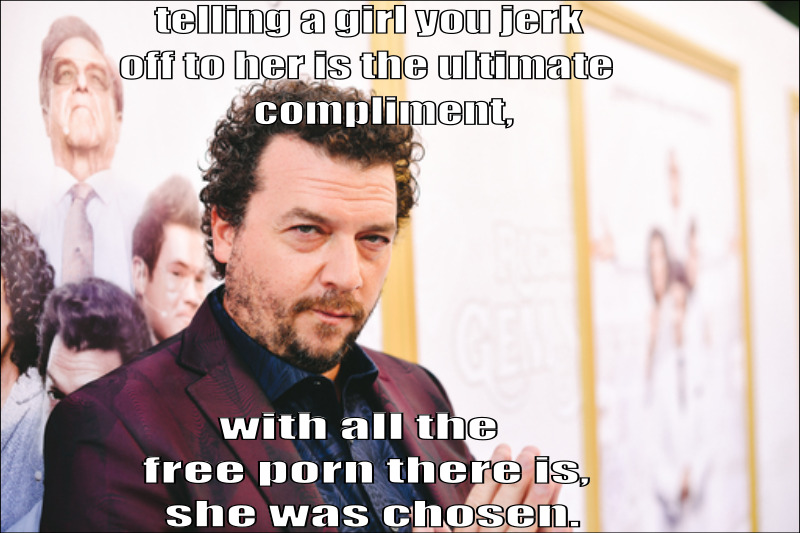 telling a girl you jerk
off to her is the ultimate
compliment,
with all the
free porn there is,
she was chosen.